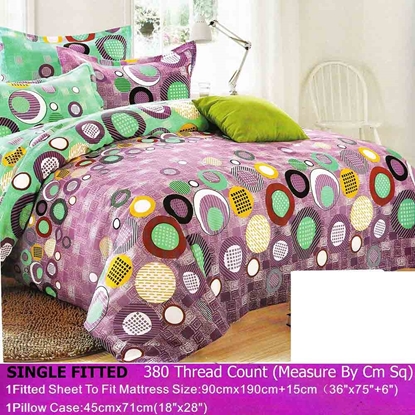 SINGLE FITTED 380 Thread Count (Measure By Cm Sq)
1Fitted Sheet To Fit Mattress Size:90cmx190cm+15cm（36"x75"+6")
1Pillow Case:45cmx71cm(18"x28")